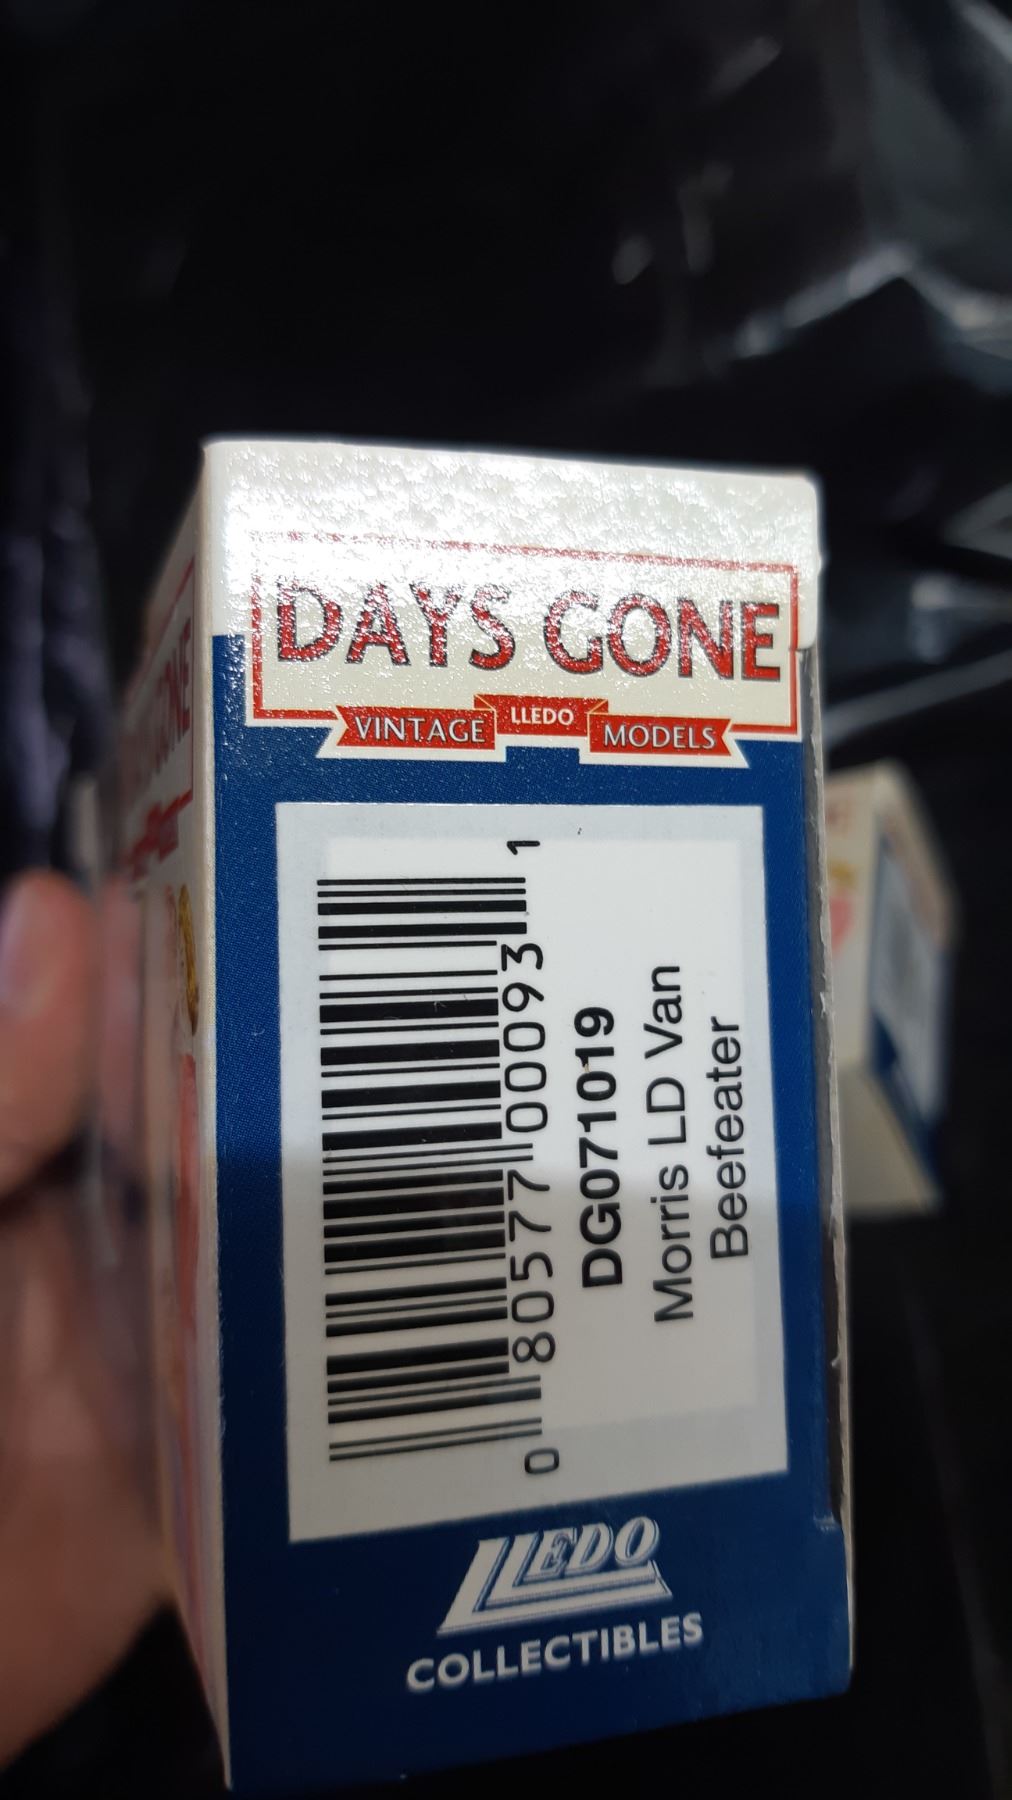 DAYS GONE
VINTAGE LLEDO MODELS
0 80577 00093 1
DG071019
Morris LD Van
Beefeater
LLEDO
COLLECTIBLES